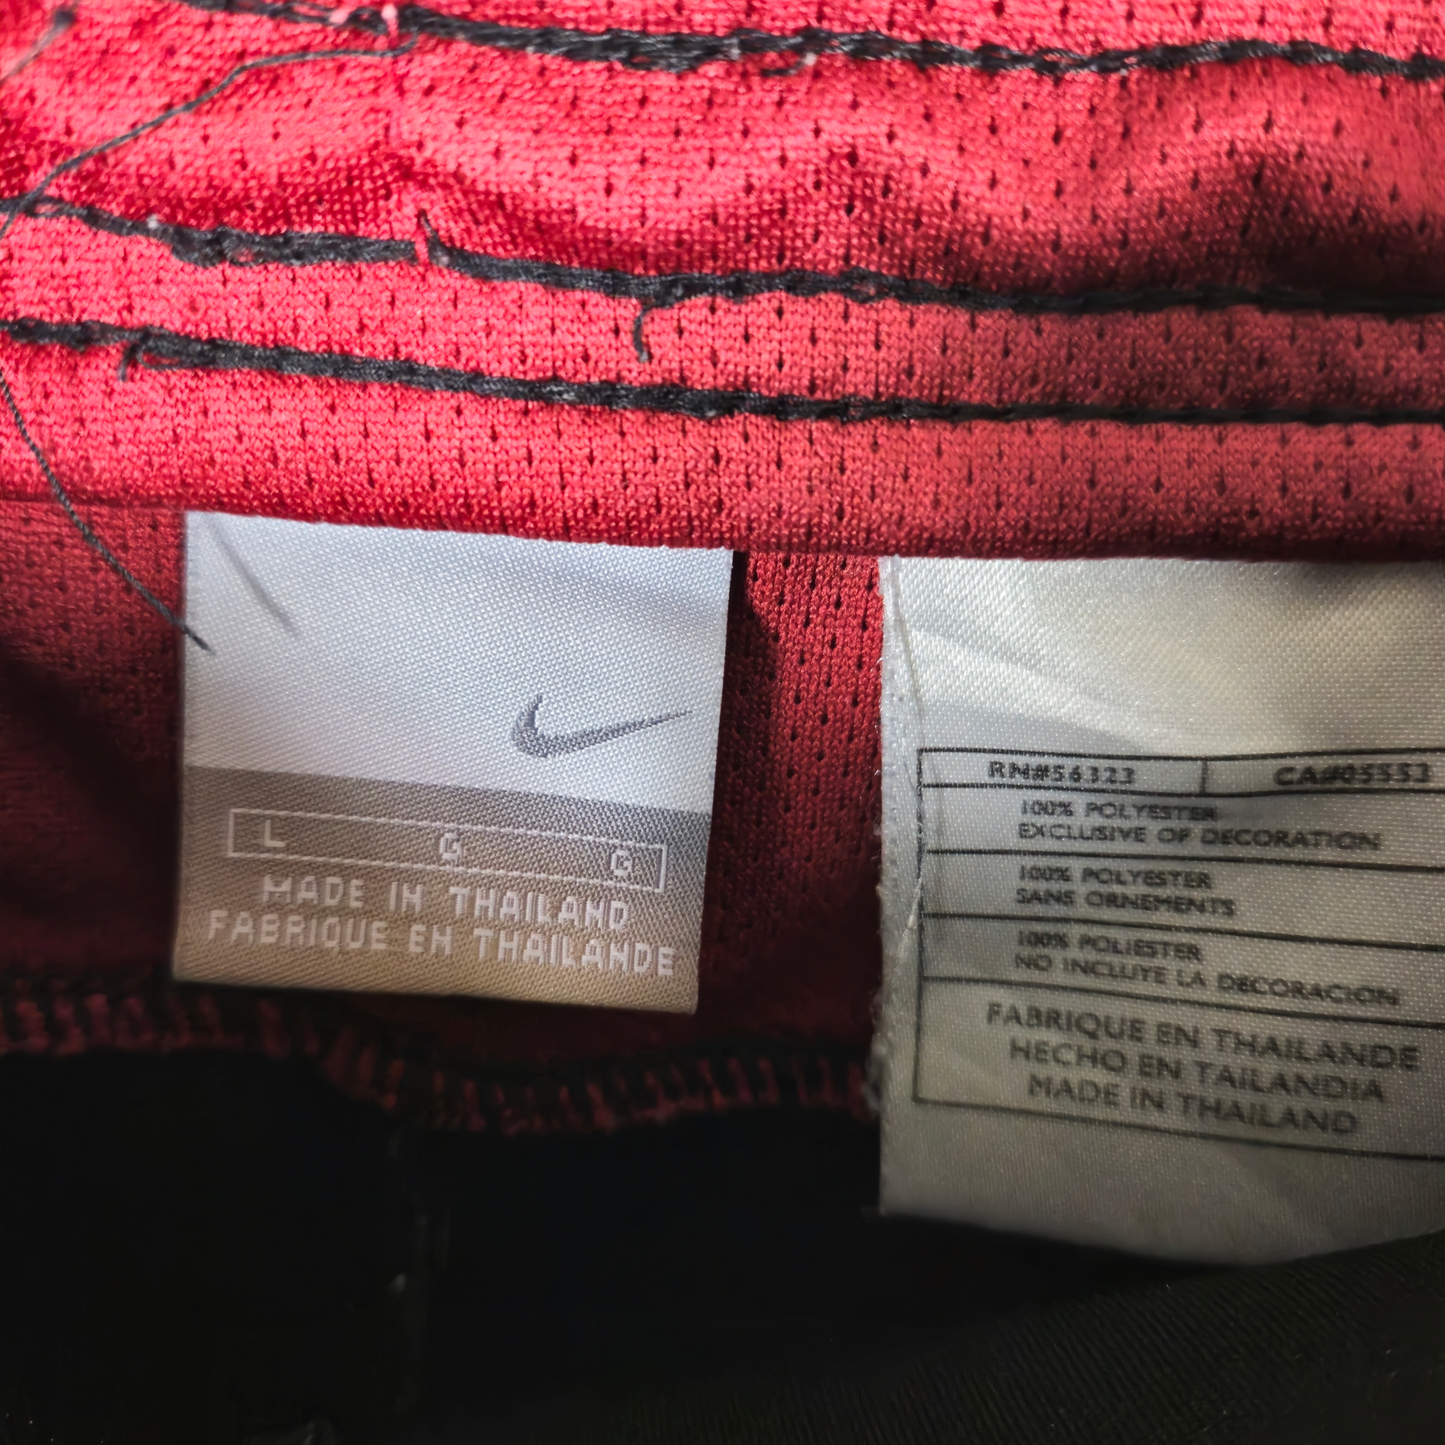 L G G
MADE IN THAILAND
FABRIQUE EN THAILANDE
RN#56323 CA#05553
100% POLYESTER
EXCLUSIVE OF DECORATION
100% POLYESTER
SANS ORNEMENTS
100% POLIESTER
NO INCLUYE LA DECORACION
FABRIQUE EN THAILANDE
HECHO EN TAILANDIA
MADE IN THAILAND